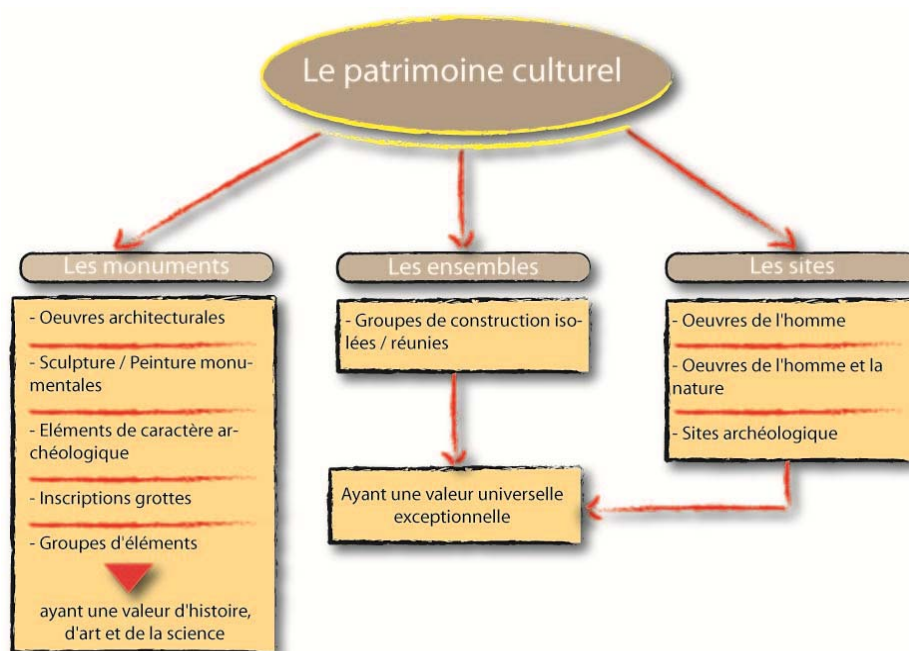 Le patrimoine culturel
Les monuments
- Oeuvres architecturales
- Sculpture / Peinture monu-
mentales
- Eléments de caractère ar-
chéologique
- Inscriptions grottes
- Groupes d'éléments
ayant une valeur d'histoire,
d'art et de la science
Les ensembles
- Groupes de construction iso-
lées / réunies
Ayant une valeur universelle
exceptionnelle
Les sites
- Oeuvres de l'homme
- Oeuvres de l'homme et la
nature
- Sites archéologique